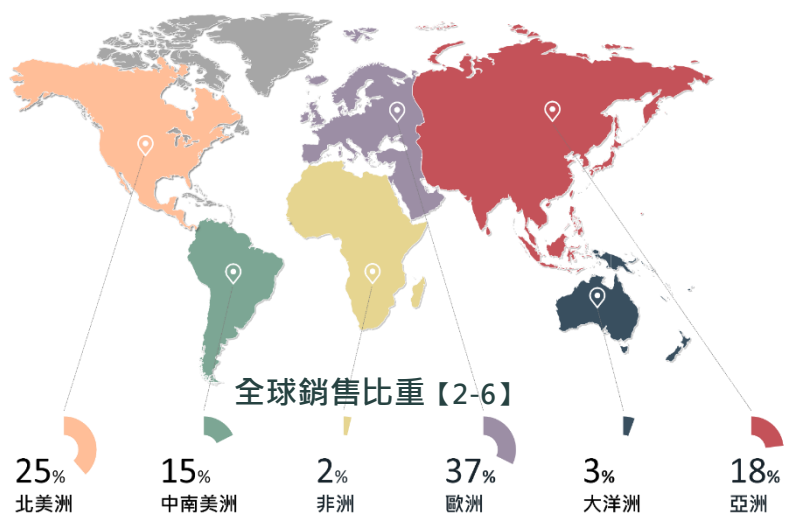 全球銷售比重【2-6】
25%
北美洲
15%
中南美洲
2%
非洲
37%
歐洲
3%
大洋洲
18%
亞洲